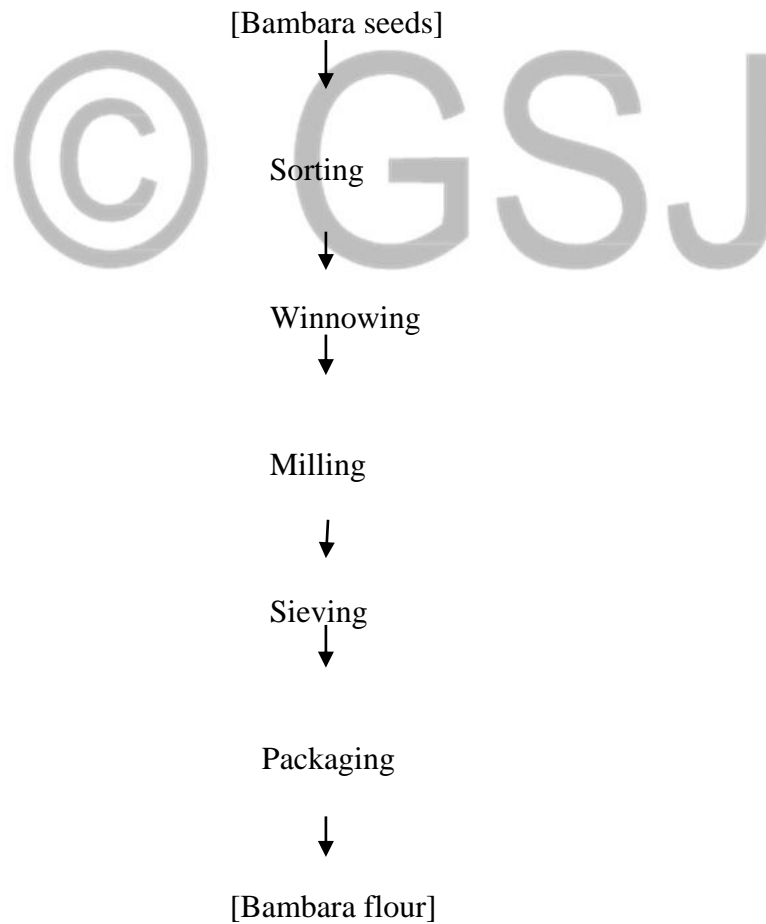 [Bambara seeds]
© GSJ
Sorting
Winnowing
Milling
Sieving
Packaging
[Bambara flour]